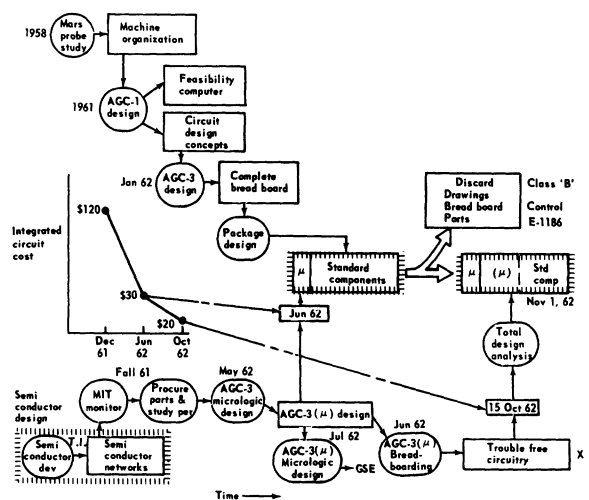 1958
Mars
probe
study
Machine
organization
Feasibility
computer
1961
AGC-1
design
Circuit
design
concepts
Jan 62
AGC-3
design
Complete
bread board
Discard
Drawings
Bread board
Parts
Class 'B'
Control
E-1186
Package
design
Integrated
circuit
cost
$120
$30
$20
Dec
61
Jun
62
Oct
62
μ
Standard
components
μ
(μ)
Std
comp
Nov 1, 62
Jun 62
Total
design
analysis
Fall 61
May 62
Semi
conductor
design
MIT
monitor
Procure
parts &
study per
AGC-3
micrologic
design
AGC-3(μ) design
15 Oct 62
Jul 62
Jun 62
Semi
conductor
dev
T.I.
Semi
conductor
networks
AGC-3(μ)
Micrologic
design
GSE
AGC-3(μ)
Bread-
boarding
Trouble free
circuitry
X
Time